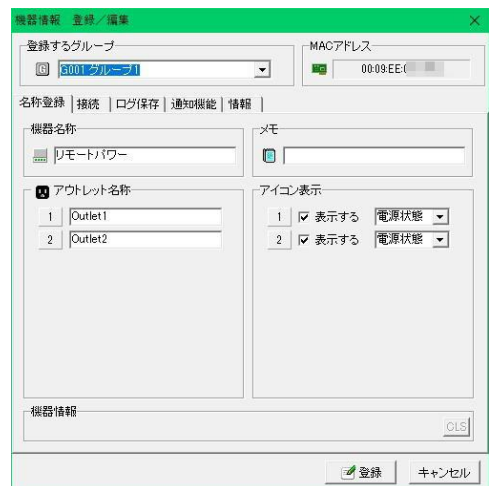 機器情報 登録／編集
登録するグループ
G G001 グループ1
MACアドレス
00:09:EE:
名称登録 接続 ログ保存 通知機能 情報
機器名称
リモートパワー
メモ
アウトレット名称
1 Outlet1
2 Outlet2
アイコン表示
1 表示する 電源状態
2 表示する 電源状態
機器情報
CLS
登録 キャンセル